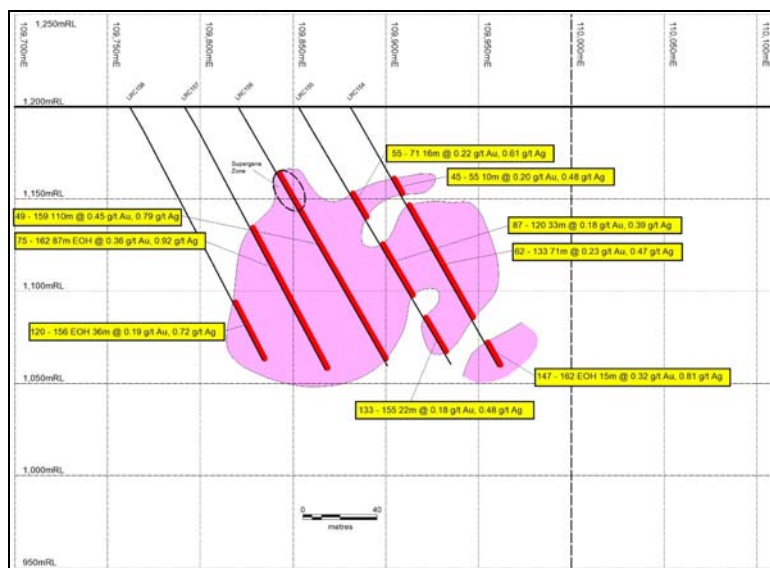 1,250mRL
109,700mE
109,750mE
109,800mE
109,850mE
109,900mE
109,950mE
110,000mE
110,050mE
110,100
1,200mRL
LRC158
LRC157
LRC156
LRC155
LRC154
55 - 71 16m @ 0.22 g/t Au, 0.61 g/t Ag
Supergene
Zone
45 - 55 10m @ 0.20 g/t Au, 0.48 g/t Ag
1,150mRL
49 - 159 110m @ 0.45 g/t Au, 0.79 g/t Ag
87 - 120 33m @ 0.18 g/t Au, 0.39 g/t Ag
75 - 162 87m EOH @ 0.36 g/t Au, 0.92 g/t Ag
62 - 133 71m @ 0.23 g/t Au, 0.47 g/t Ag
1,100mRL
120 - 156 EOH 36m @ 0.19 g/t Au, 0.72 g/t Ag
147 - 162 EOH 15m @ 0.32 g/t Au, 0.81 g/t Ag
1,050mRL
133 - 155 22m @ 0.18 g/t Au, 0.48 g/t Ag
1,000mRL
0 40
metres
950mRL